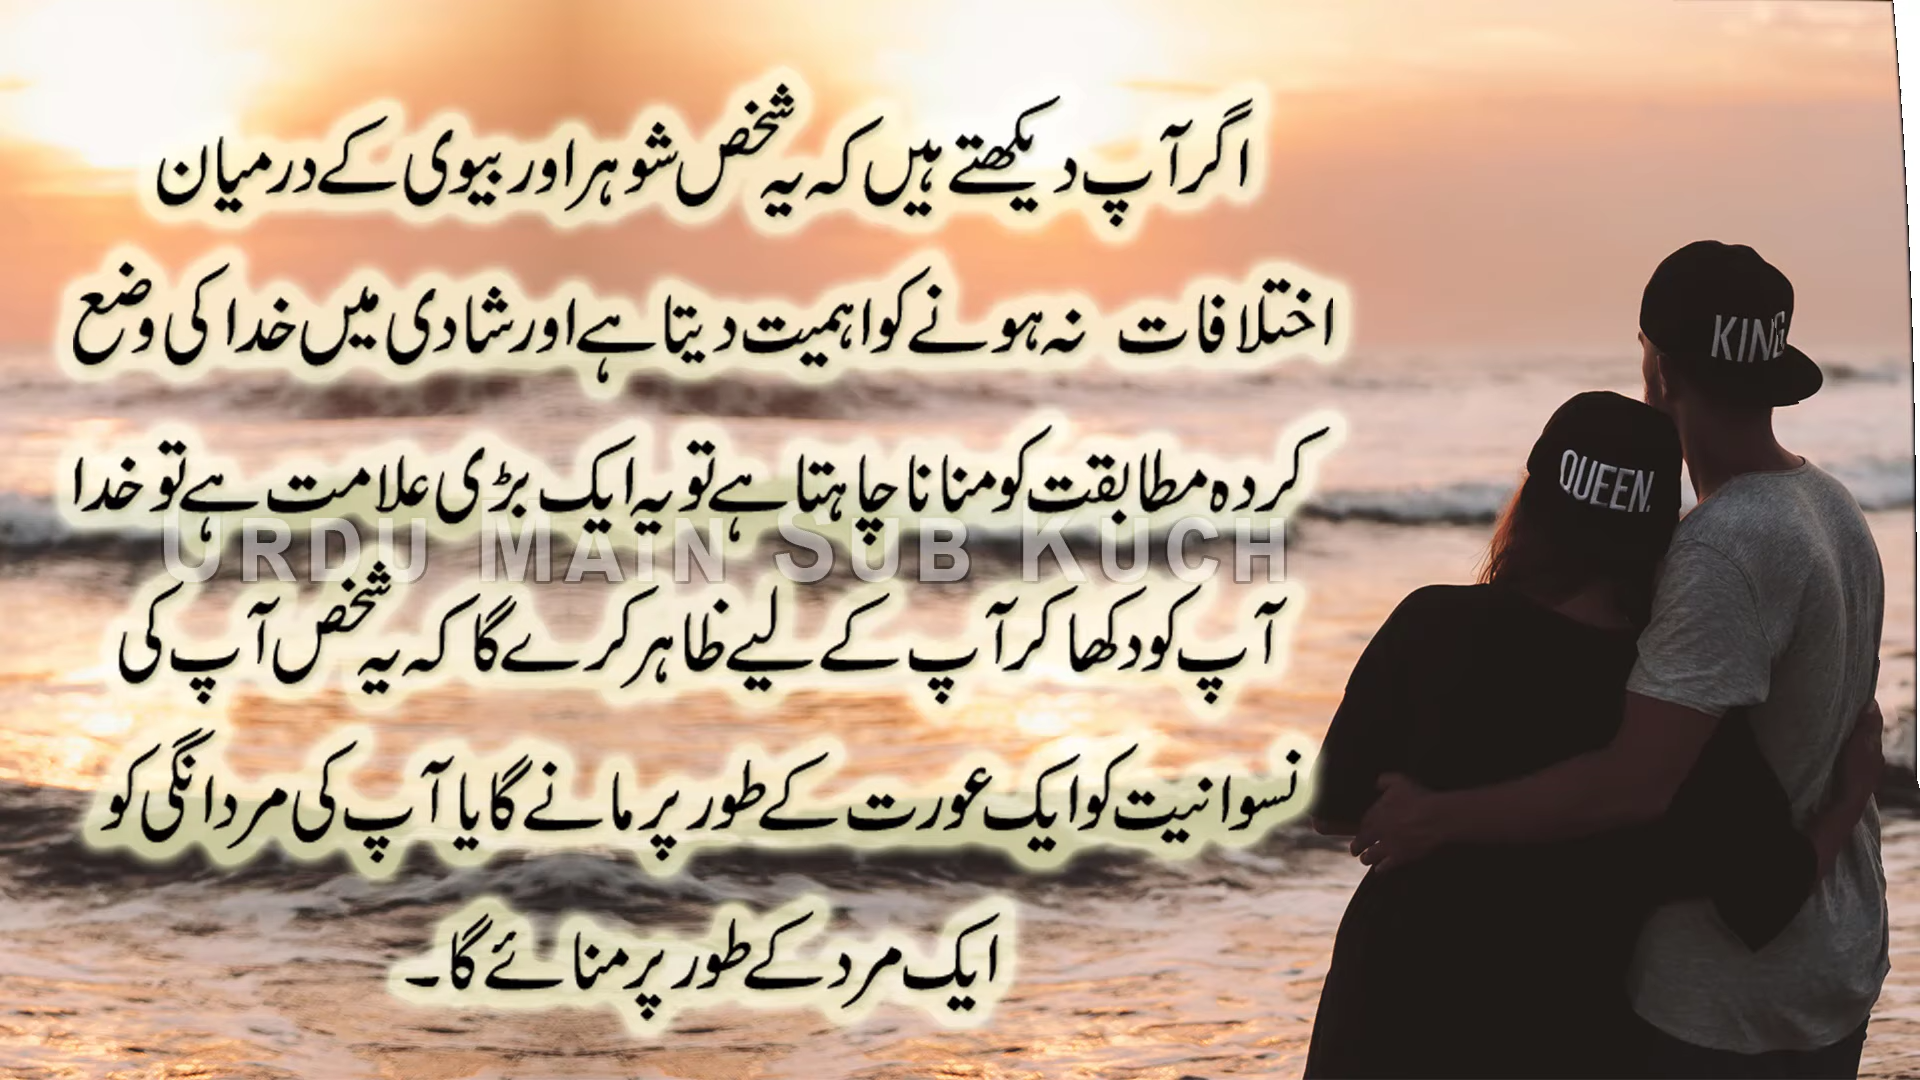 اگر آپ دیکھتے ہیں کہ یہ شخص شوہر اور بیوی کے درمیان
اختلافات نہ ہونے کو اہمیت دیتا ہے اور شادی میں خدا کی وضع
کردہ مطابقت کو منانا چاہتا ہے تو یہ ایک بڑی علامت ہے تو خدا
آپ کو دکھا کر آپ کے لیے ظاہر کرے گا کہ یہ شخص آپ کی
نسوانیت کو ایک عورت کے طور پر مانے گا یا آپ کی مردانگی کو
ایک مرد کے طور پر منائے گا۔
URDU MAIN SUB KUCH
KING
QUEEN.